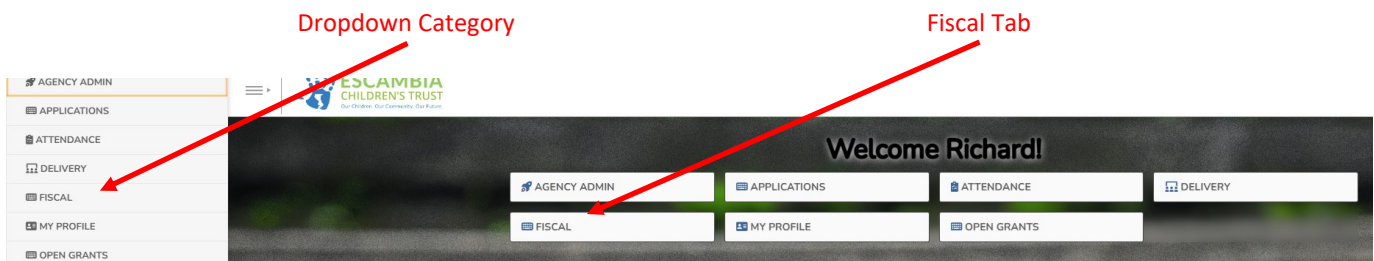 Dropdown Category
Fiscal Tab
AGENCY ADMIN
APPLICATIONS
ATTENDANCE
DELIVERY
FISCAL
MY PROFILE
OPEN GRANTS
ESCAMBIA
CHILDREN'S TRUST
Our Children. Our Community. Our Future.
Welcome Richard!
AGENCY ADMIN
APPLICATIONS
ATTENDANCE
DELIVERY
FISCAL
MY PROFILE
OPEN GRANTS